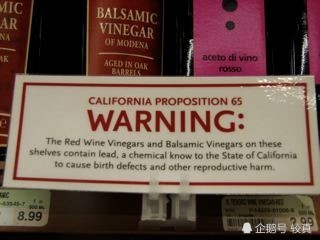 BALSAMIC
VINEGAR
OF MODENA
AGED IN OAK
BARRELS
aceto di vino
rosso
CALIFORNIA PROPOSITION 65
WARNING:
The Red Wine Vinegars and Balsamic Vinegars on these
shelves contain lead, a chemical know to the State of California
to cause birth defects and other reproductive harm.
8.99
企鹅号 较真